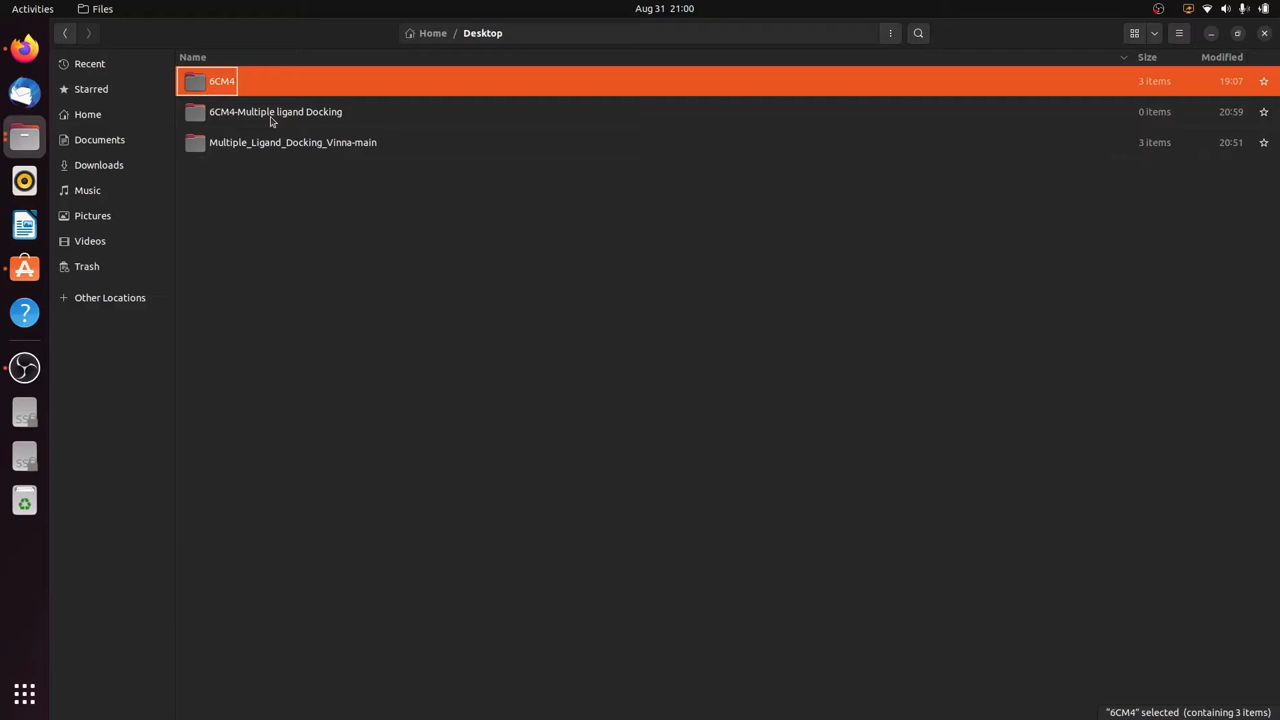 Activities Files Aug 31 21:00
Home / Desktop
Name Size Modified
Recent
Starred
Home
Documents
Downloads
Music
Pictures
Videos
Trash
Other Locations
6CM4 3 items 19:07
6CM4-Multiple ligand Docking 0 items 20:59
Multiple_Ligand_Docking_Vinna-main 3 items 20:51
"6CM4" selected (containing 3 items)